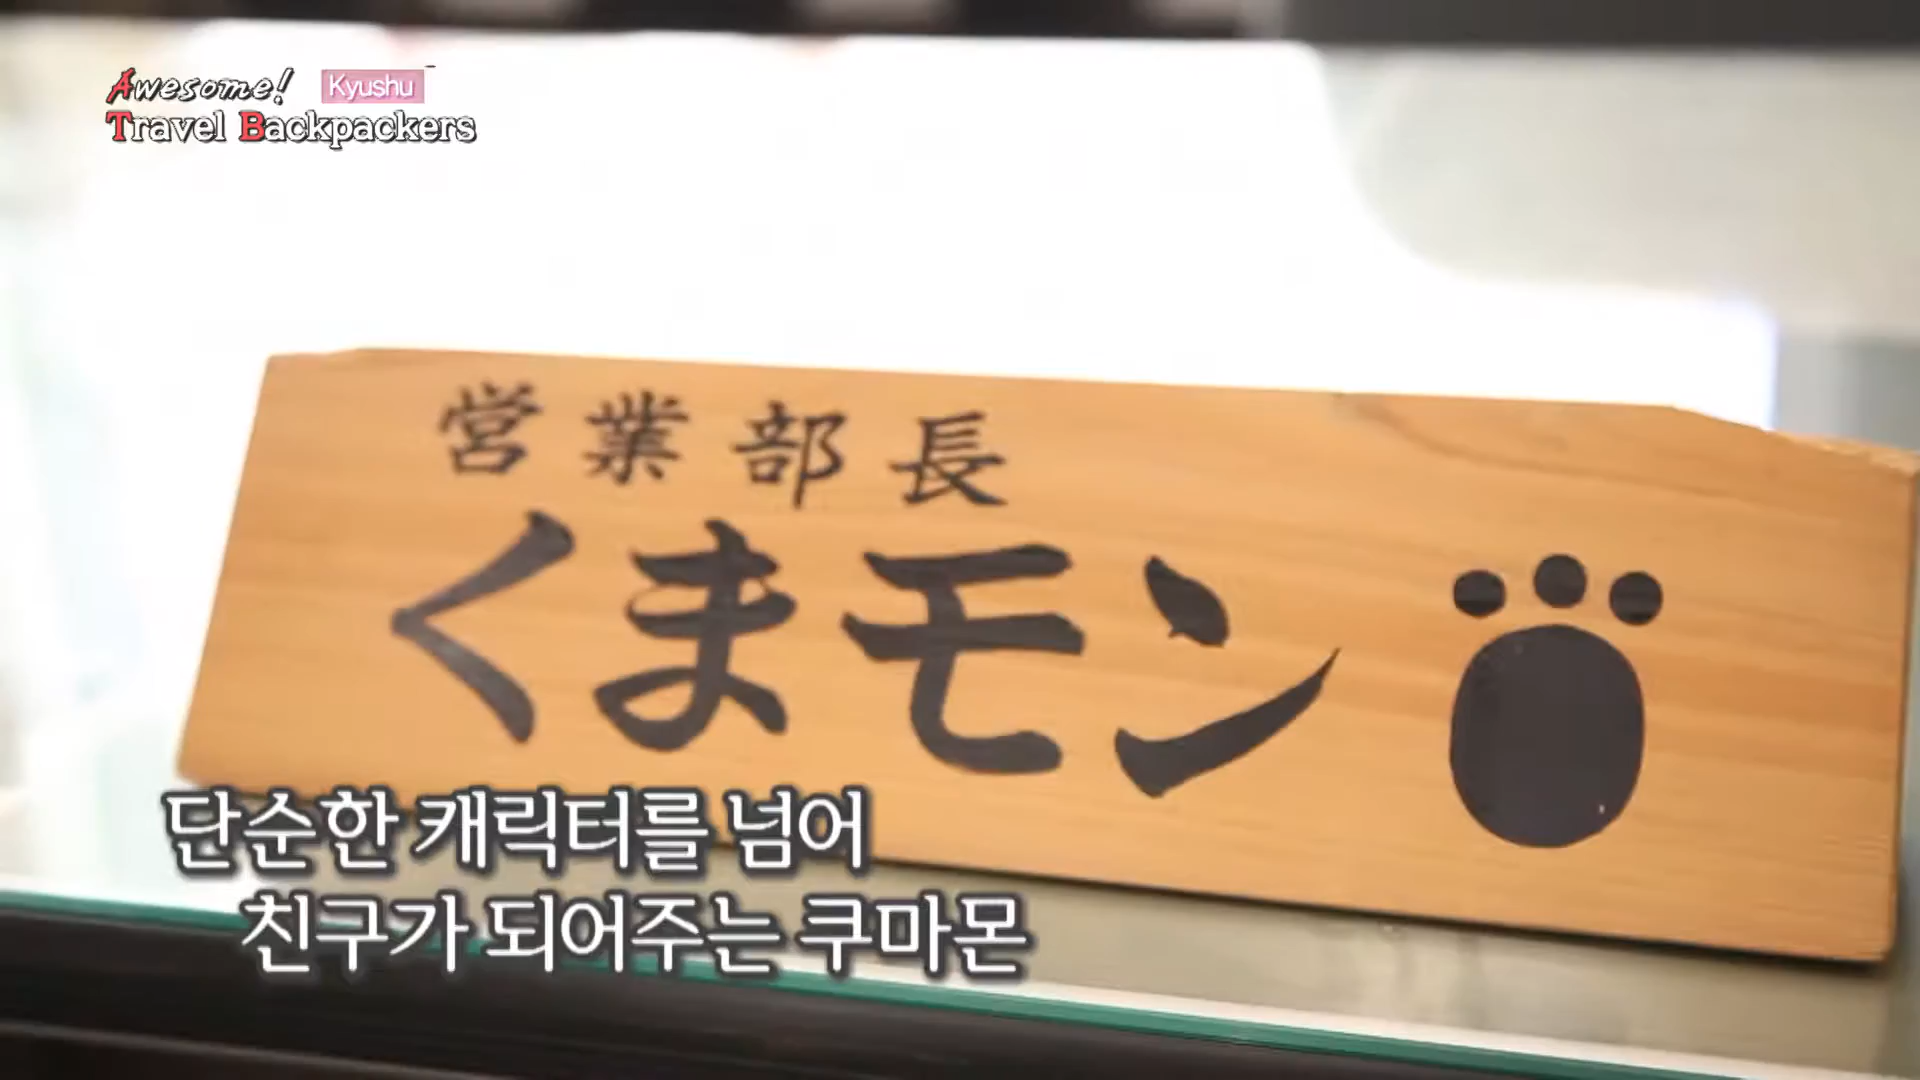 Awesome! Kyushu
Travel Backpackers
営業部長
くまモン
단순한 캐릭터를 넘어
친구가 되어주는 쿠마몬